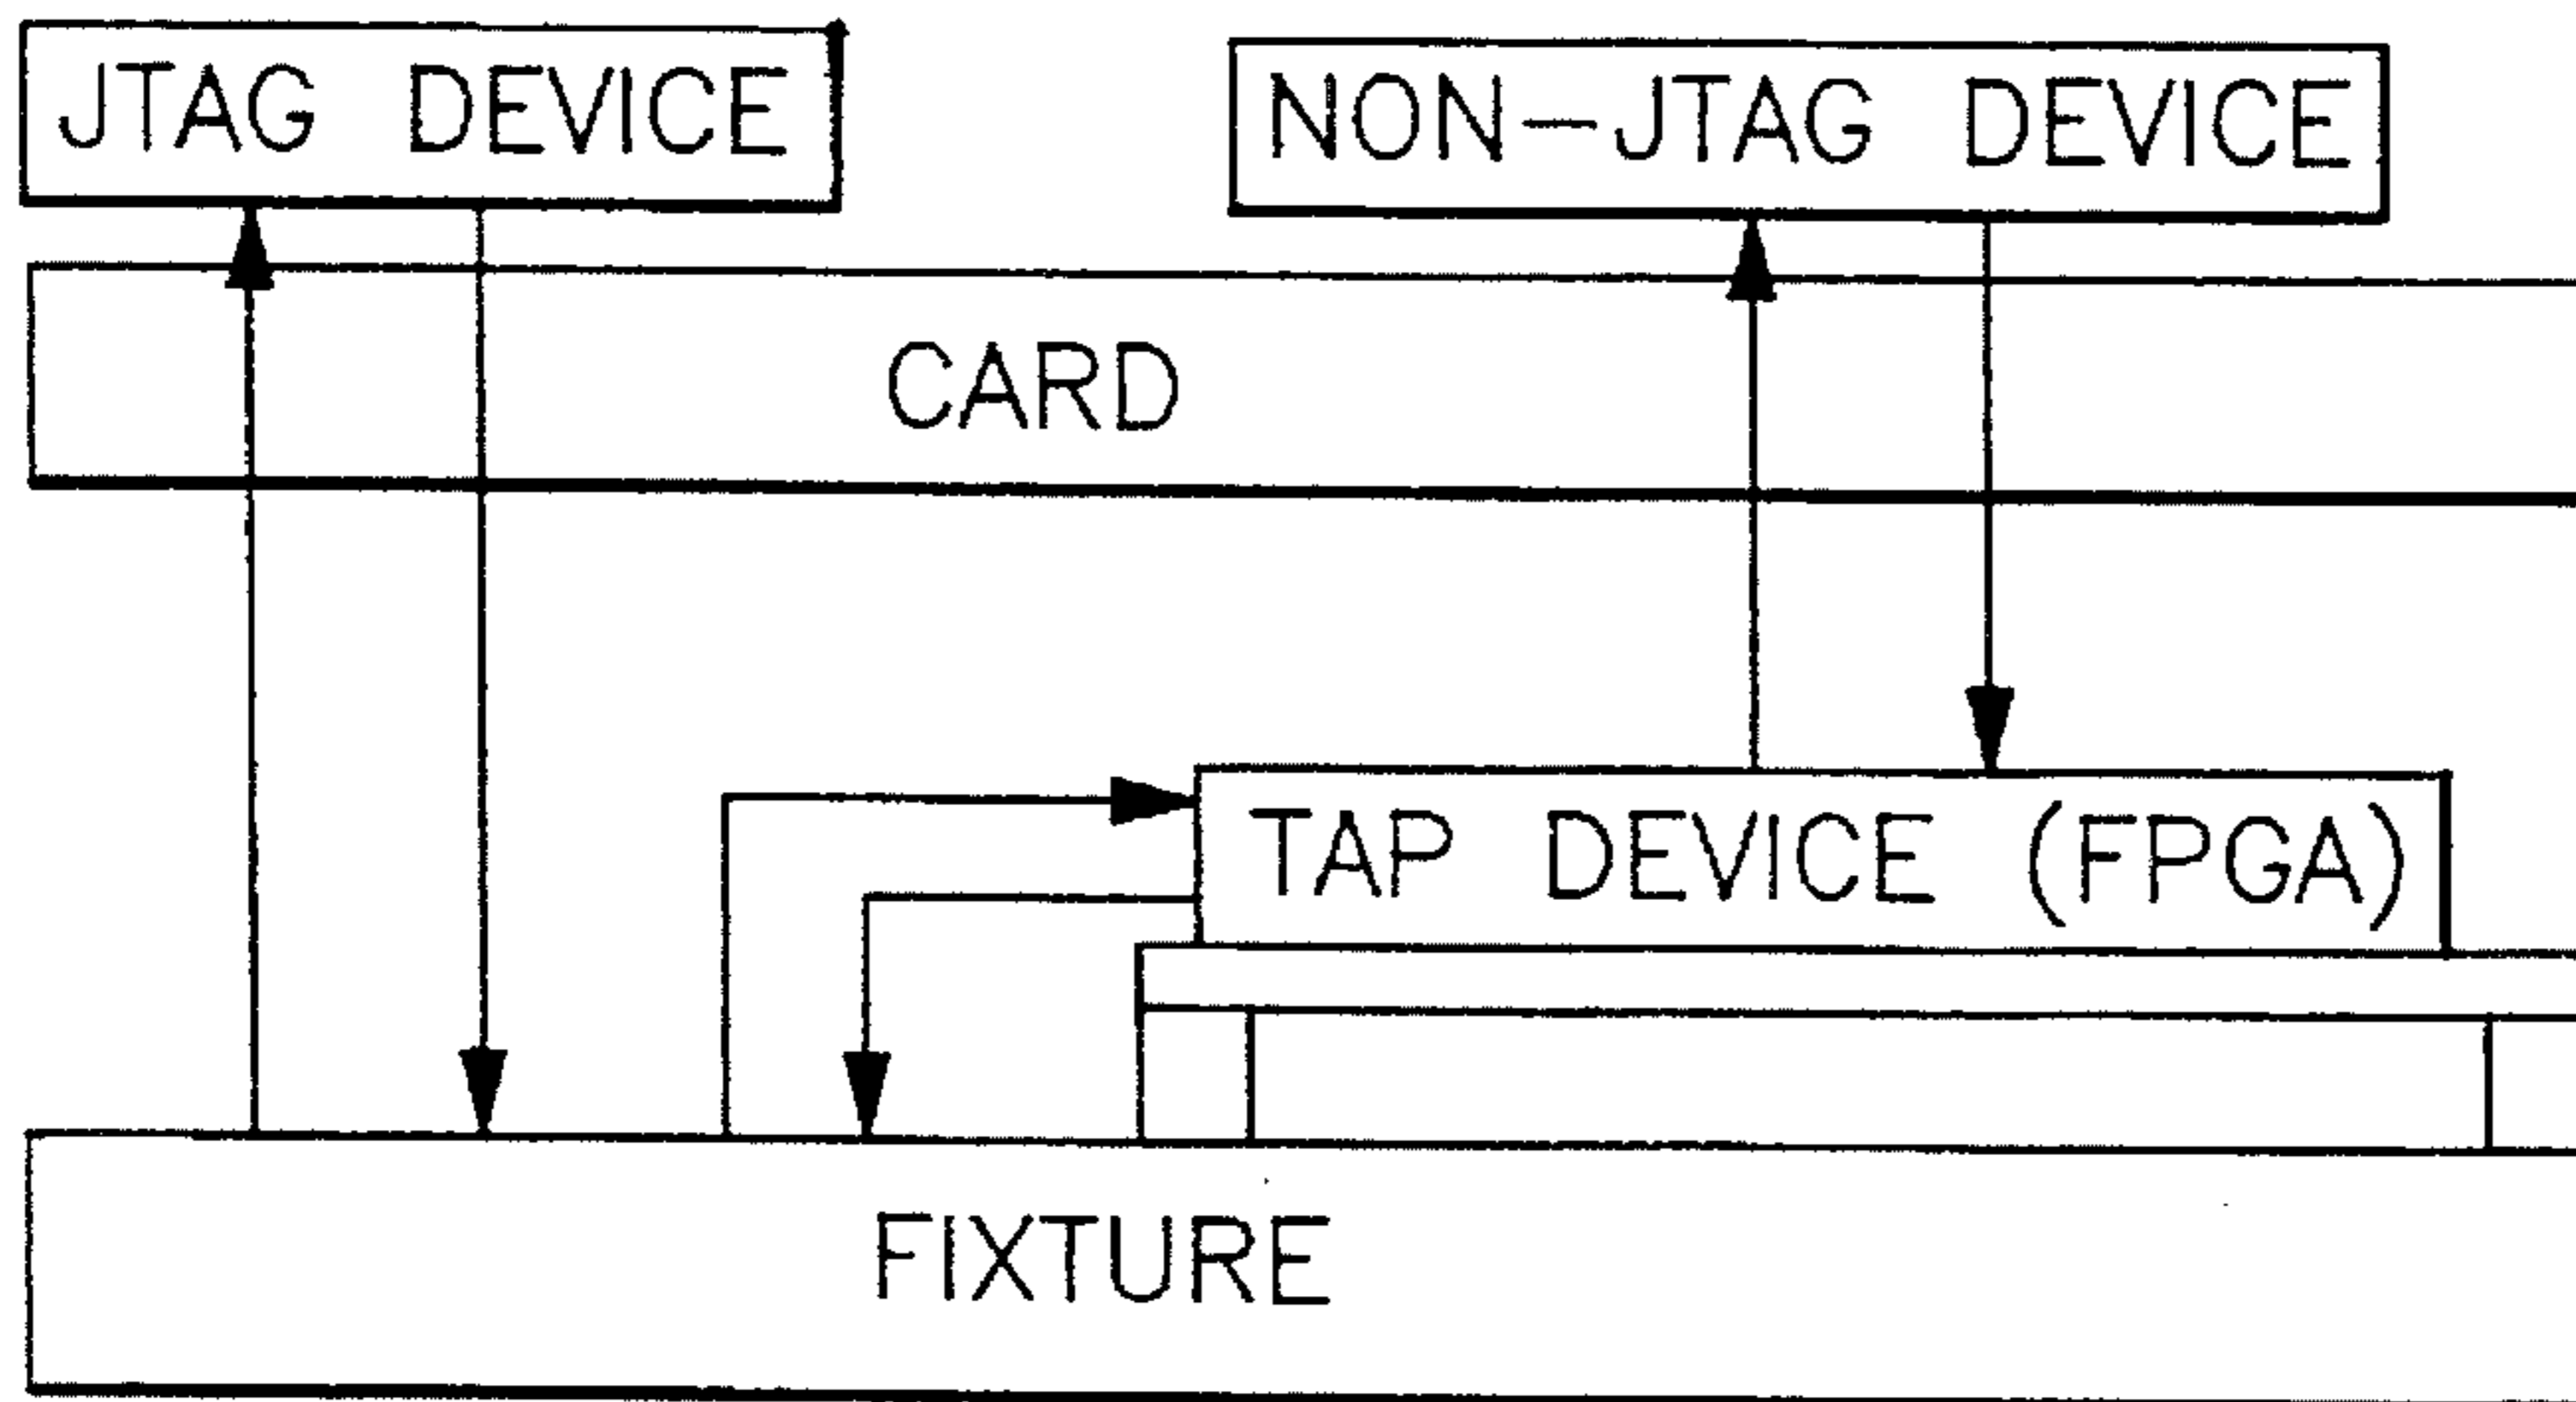 JTAG DEVICE
NON-JTAG DEVICE
CARD
TAP DEVICE (FPGA)
FIXTURE